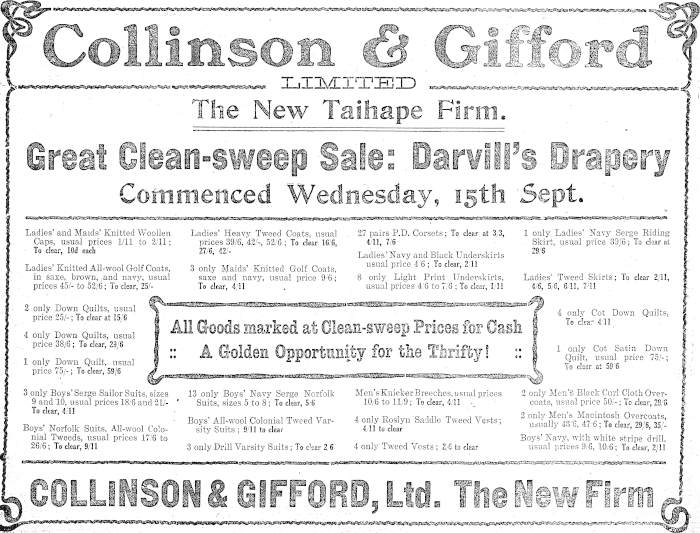 Collinson & Gifford
LIMITED
The New Taihape Firm.
Great Clean-sweep Sale: Darvill's Drapery
Commenced Wednesday, 15th Sept.
Ladies' and Maids' Knitted Woollen
Caps, usual prices 1/11 to 2/11;
To clear, 10d each
Ladies' Knitted All-wool Golf Coats,
in saxe, brown, and navy, usual
prices 45/- to 52/6; To clear, 25/-
2 only Down Quilts, usual
price 25/-; To clear at 15/6
4 only Down Quilts, usual
price 38/6; To clear, 29/6
1 only Down Quilt, usual
price 75/-; To clear, 59/6
Ladies' Heavy Tweed Coats, usual
prices 39/6, 42/-, 52/6; To clear 16/6,
27/6, 42/-
3 only Maids' Knitted Golf Coats,
saxe and navy, usual price 9/6;
To clear, 4/11
27 pairs P.D. Corsets; To clear at 3/3,
4/11, 7/6
Ladies' Navy and Black Underskirts
usual price 4/6; To clear, 2/11
8 only Light Print Underskirts,
usual prices 4/6 to 7/6; To clear, 1/11
1 only Ladies' Navy Serge Riding
Skirt, usual price 39/6; To clear at
29/6
Ladies' Tweed Skirts; To clear 2/11,
4/6, 5/6, 6/11, 7/11
4 only Cot Down Quilts,
To clear 4/11
1 only Cot Satin Down
Quilt, usual price 75/-;
To clear at 59/6
All Goods marked at Clean-sweep Prices for Cash
:: A Golden Opportunity for the Thrifty! ::
3 only Boys' Serge Sailor Suits, sizes
9 and 10, usual prices 18/6 and 21/-
To clear, 4/11
Boys' Norfolk Suits, All-wool Colo-
nial Tweeds, usual prices 17/6 to
26/6; To clear, 9/11
13 only Boys' Navy Serge Norfolk
Suits, sizes 5 to 8; To clear, 5/6
Boys' All-wool Colonial Tweed Var-
sity Suits; 9/11 to clear
3 only Drill Varsity Suits; To clear 2/6
Men's Knicker Breeches, usual prices
10/6 to 11/9; To clear, 4/11
4 only Roslyn Saddle Tweed Vests;
4/11 to clear
4 only Tweed Vests; 2/6 to clear
2 only Men's Black Curl Cloth Over-
coats, usual price 50/-; To clear, 29/6
2 only Men's Macintosh Overcoats,
usually 43/6, 47/6; To clear, 29/6, 35/-
Boys' Navy, with white stripe drill,
usual prices 9/6, 10/6; To clear, 2/11
COLLINSON & GIFFORD, Ltd. The New Firm